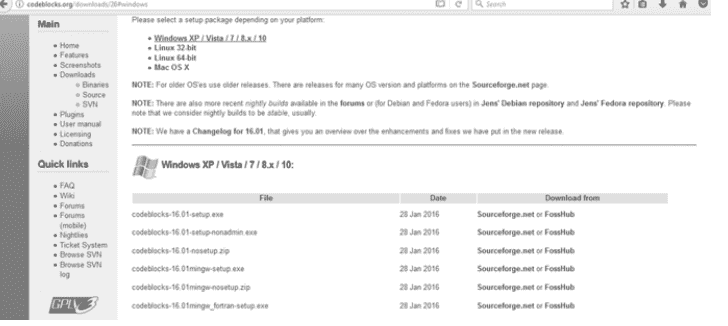 codeblocks.org/downloads/26#windows
Search
Main
Home
Features
Screenshots
Downloads
Binaries
Source
SVN
Plugins
User manual
Licensing
Donations
Quick links
FAQ
Wiki
Forums
Forums
(mobile)
Nightlies
Ticket System
Browse SVN
Browse SVN
log
GPLv3
Please select a setup package depending on your platform:
Windows XP / Vista / 7 / 8.x / 10
Linux 32-bit
Linux 64-bit
Mac OS X
NOTE: For older OS'es use older releases. There are releases for many OS version and platforms on the Sourceforge.net page.
NOTE: There are also more recent nightly builds available in the forums or (for Debian and Fedora users) in Jens' Debian repository and Jens' Fedora repository. Please
note that we consider nightly builds to be stable, usually.
NOTE: We have a Changelog for 16.01, that gives you an overview over the enhancements and fixes we have put in the new release.
Windows XP / Vista / 7 / 8.x / 10:
File Date Download from
codeblocks-16.01-setup.exe 28 Jan 2016 Sourceforge.net or FossHub
codeblocks-16.01-setup-nonadmin.exe 28 Jan 2016 Sourceforge.net or FossHub
codeblocks-16.01-nosetup.zip 28 Jan 2016 Sourceforge.net or FossHub
codeblocks-16.01mingw-setup.exe 28 Jan 2016 Sourceforge.net or FossHub
codeblocks-16.01mingw-nosetup.zip 28 Jan 2016 Sourceforge.net or FossHub
codeblocks-16.01mingw_fortran-setup.exe 28 Jan 2016 Sourceforge.net or FossHub